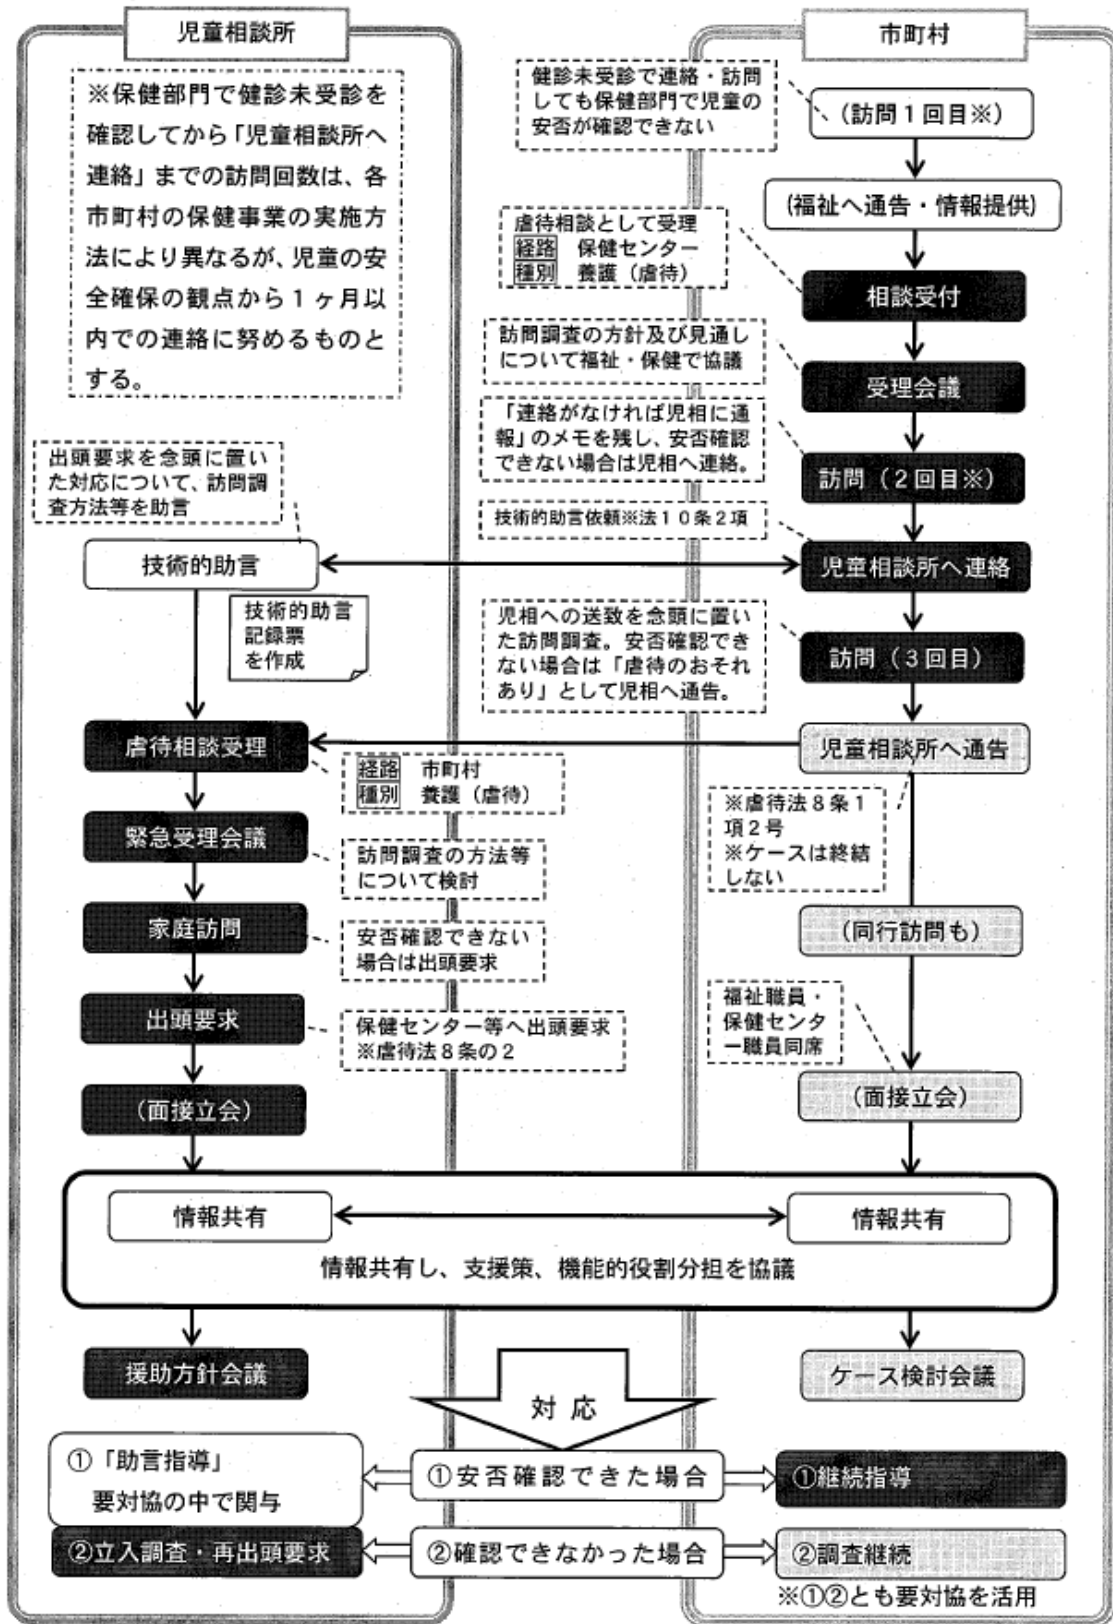 児童相談所
※保健部門で健診未受診を
確認してから「児童相談所へ
連絡」までの訪問回数は、各
市町村の保健事業の実施方
法により異なるが、児童の安
全確保の観点から１ヶ月以
内での連絡に努めるものと
する。
出頭要求を念頭に置い
た対応について、訪問調
査方法等を助言
技術的助言
技術的助言
記録票
を作成
虐待相談受理
経路　市町村
種別　養護（虐待）
緊急受理会議
訪問調査の方法等
について検討
家庭訪問
安否確認できない
場合は出頭要求
出頭要求
保健センター等へ出頭要求
※虐待法８条の２
（面接立会）
市町村
健診未受診で連絡・訪問
しても保健部門で児童の
安否が確認できない
（訪問１回目※）
（福祉へ通告・情報提供）
虐待相談として受理
経路　保健センター
種別　養護（虐待）
相談受付
訪問調査の方針及び見通し
について福祉・保健で協議
受理会議
「連絡がなければ児相に通
報」のメモを残し、安否確認
できない場合は児相へ連絡。
訪問（２回目※）
技術的助言依頼※法１０条２項
児童相談所へ連絡
児相への送致を念頭に置い
た訪問調査。安否確認でき
ない場合は「虐待のおそれ
あり」として児相へ通告。
訪問（３回目）
児童相談所へ通告
※虐待法８条１
項２号
※ケースは終結
しない
（同行訪問も）
福祉職員・
保健センタ
ー職員同席
（面接立会）
情報共有
情報共有
情報共有し、支援策、機能的役割分担を協議
援助方針会議
ケース検討会議
対応
①「助言指導」
要対協の中で関与
①安否確認できた場合
①継続指導
②立入調査・再出頭要求
②確認できなかった場合
②調査継続
※①②とも要対協を活用